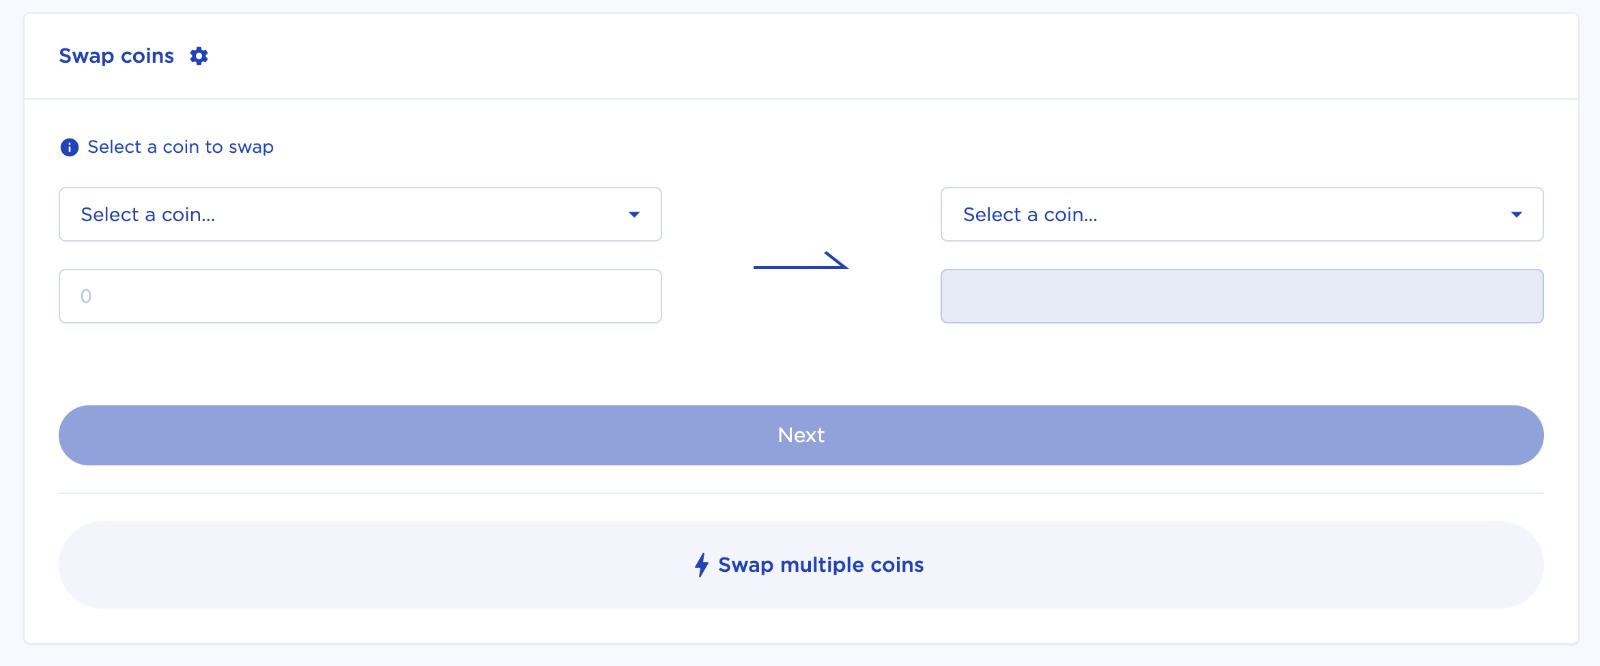 Swap coins
Select a coin to swap
Select a coin...
Select a coin...
0
Next
Swap multiple coins